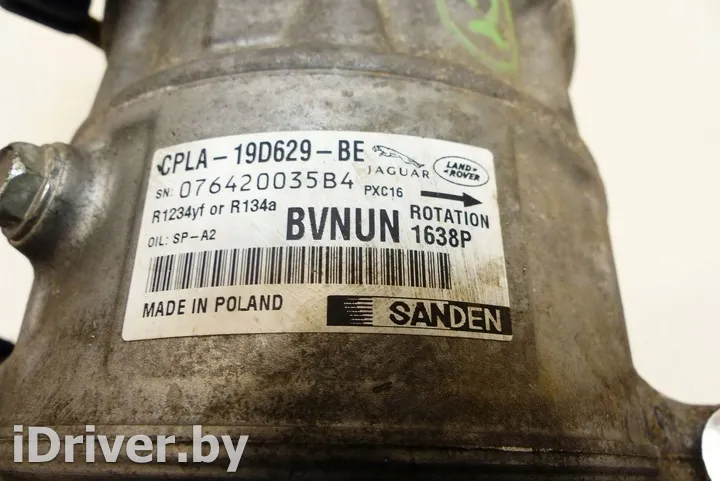 CPLA-19D629-BE
JAGUAR
LAND ROVER
SN: 076420035B4 PXC16
R1234yf or R134a
BVNUN
ROTATION
OIL: SP-A2
1638P
MADE IN POLAND
SANDEN
iDriver.by